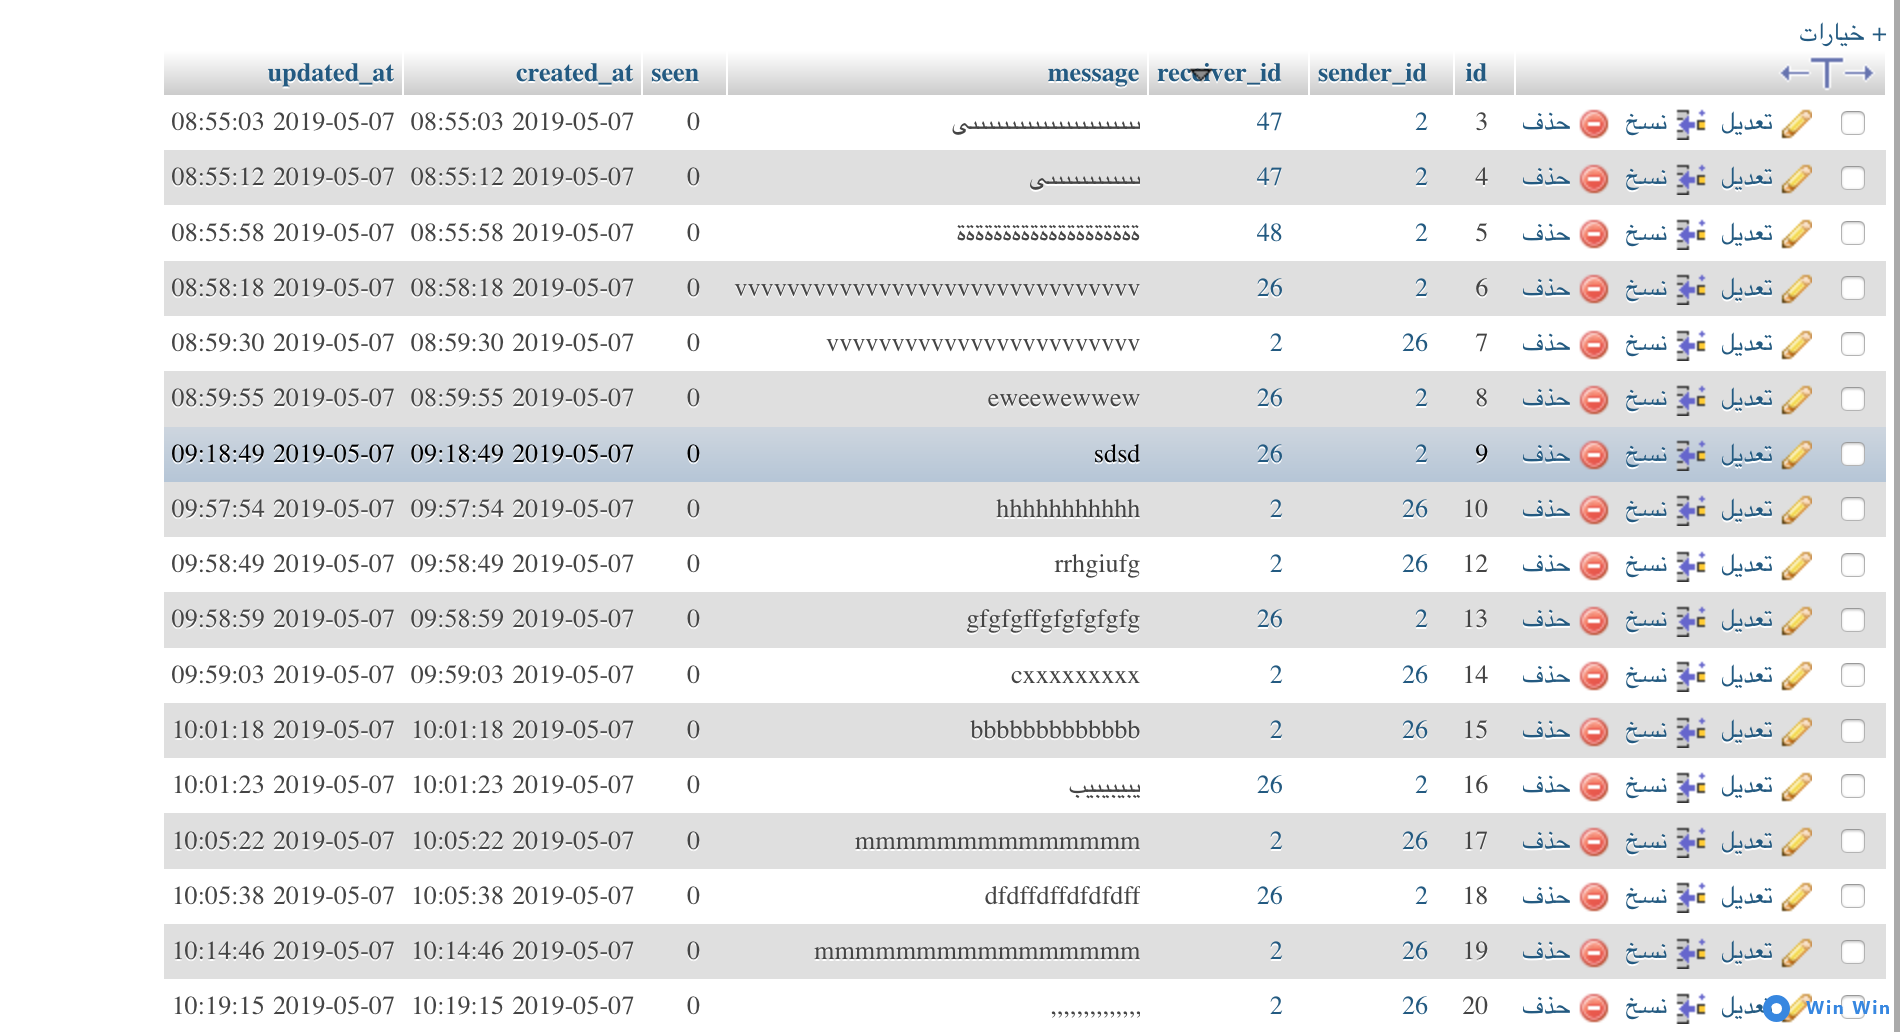 + خيارات
id sender_id receiver_id message seen created_at updated_at
تعديل نسخ حذف 3 2 47 0 2019-05-07 08:55:03 2019-05-07 08:55:03
تعديل نسخ حذف 4 2 47 0 2019-05-07 08:55:12 2019-05-07 08:55:12
تعديل نسخ حذف 5 2 48 0 2019-05-07 08:55:58 2019-05-07 08:55:58
تعديل نسخ حذف 6 2 26 0 2019-05-07 08:58:18 2019-05-07 08:58:18
تعديل نسخ حذف 7 26 2 0 2019-05-07 08:59:30 2019-05-07 08:59:30
تعديل نسخ حذف 8 2 26 eweewewwew 0 2019-05-07 08:59:55 2019-05-07 08:59:55
تعديل نسخ حذف 9 2 26 sdsd 0 2019-05-07 09:18:49 2019-05-07 09:18:49
تعديل نسخ حذف 10 26 2 hhhhhhhhhhh 0 2019-05-07 09:57:54 2019-05-07 09:57:54
تعديل نسخ حذف 12 26 2 rrhgiufg 0 2019-05-07 09:58:49 2019-05-07 09:58:49
تعديل نسخ حذف 13 2 26 gfgfgffgfgfgfgfg 0 2019-05-07 09:58:59 2019-05-07 09:58:59
تعديل نسخ حذف 14 26 2 cxxxxxxxxx 0 2019-05-07 09:59:03 2019-05-07 09:59:03
تعديل نسخ حذف 15 26 2 bbbbbbbbbbbbb 0 2019-05-07 10:01:18 2019-05-07 10:01:18
تعديل نسخ حذف 16 2 26 0 2019-05-07 10:01:23 2019-05-07 10:01:23
تعديل نسخ حذف 17 26 2 mmmmmmmmmmmmmm 0 2019-05-07 10:05:22 2019-05-07 10:05:22
تعديل نسخ حذف 18 2 26 dfdffdffdfdfdff 0 2019-05-07 10:05:38 2019-05-07 10:05:38
تعديل نسخ حذف 19 26 2 mmmmmmmmmmmmmmmm 0 2019-05-07 10:14:46 2019-05-07 10:14:46
تعديل نسخ حذف 20 26 2 0 2019-05-07 10:19:15 2019-05-07 10:19:15
Win Win